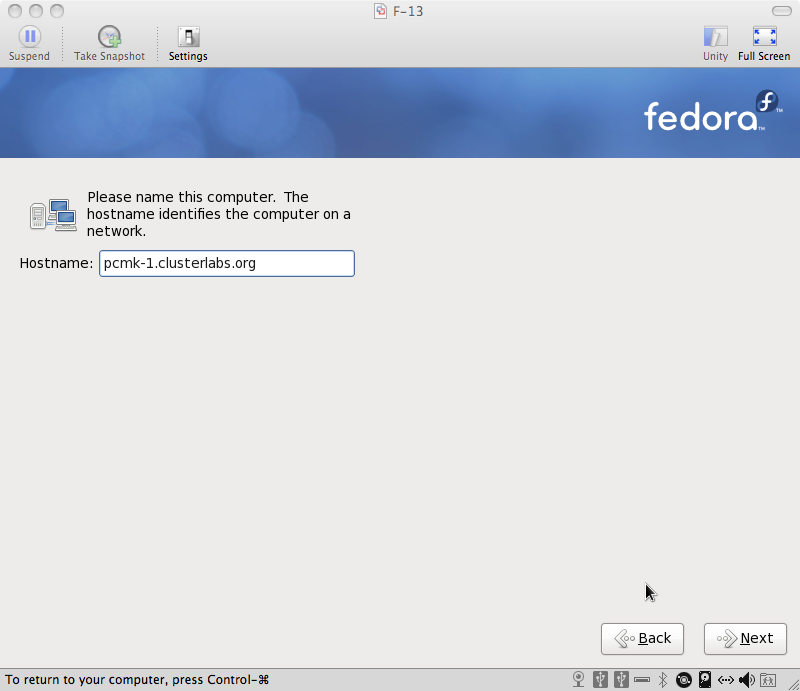 F-13
Suspend
Take Snapshot
Settings
Unity
Full Screen
fedora™
Please name this computer. The
hostname identifies the computer on a
network.
Hostname: pcmk-1.clusterlabs.org
Back
Next
To return to your computer, press Control-⌘